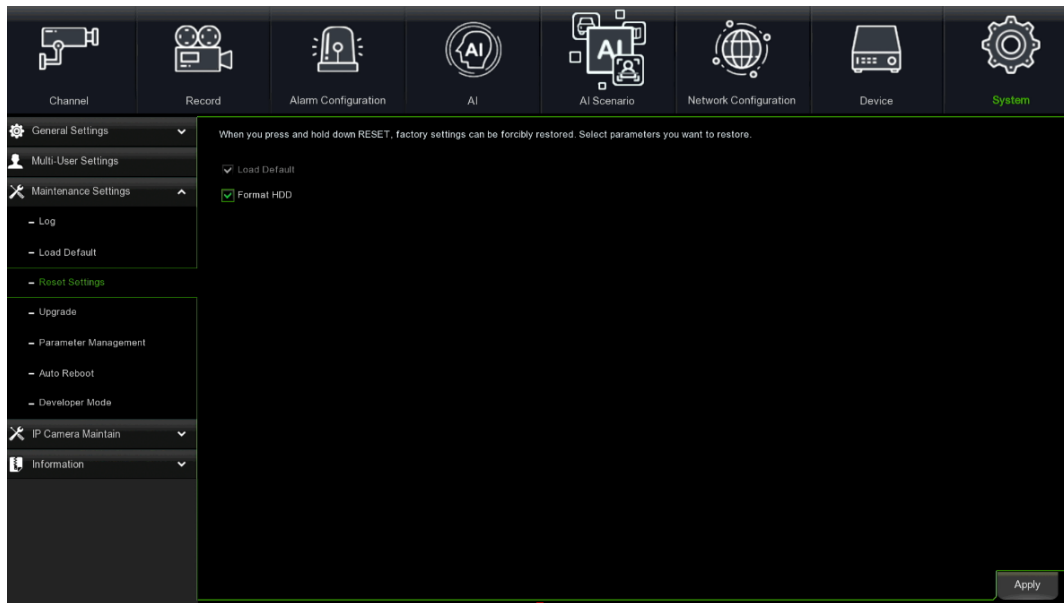 AI
AI
Channel
Record
Alarm Configuration
AI
AI Scenario
Network Configuration
Device
System
General Settings
When you press and hold down RESET, factory settings can be forcibly restored. Select parameters you want to restore.
Multi-User Settings
Load Default
Maintenance Settings
Format HDD
Log
Load Default
Reset Settings
Upgrade
Parameter Management
Auto Reboot
Developer Mode
IP Camera Maintain
Information
Apply